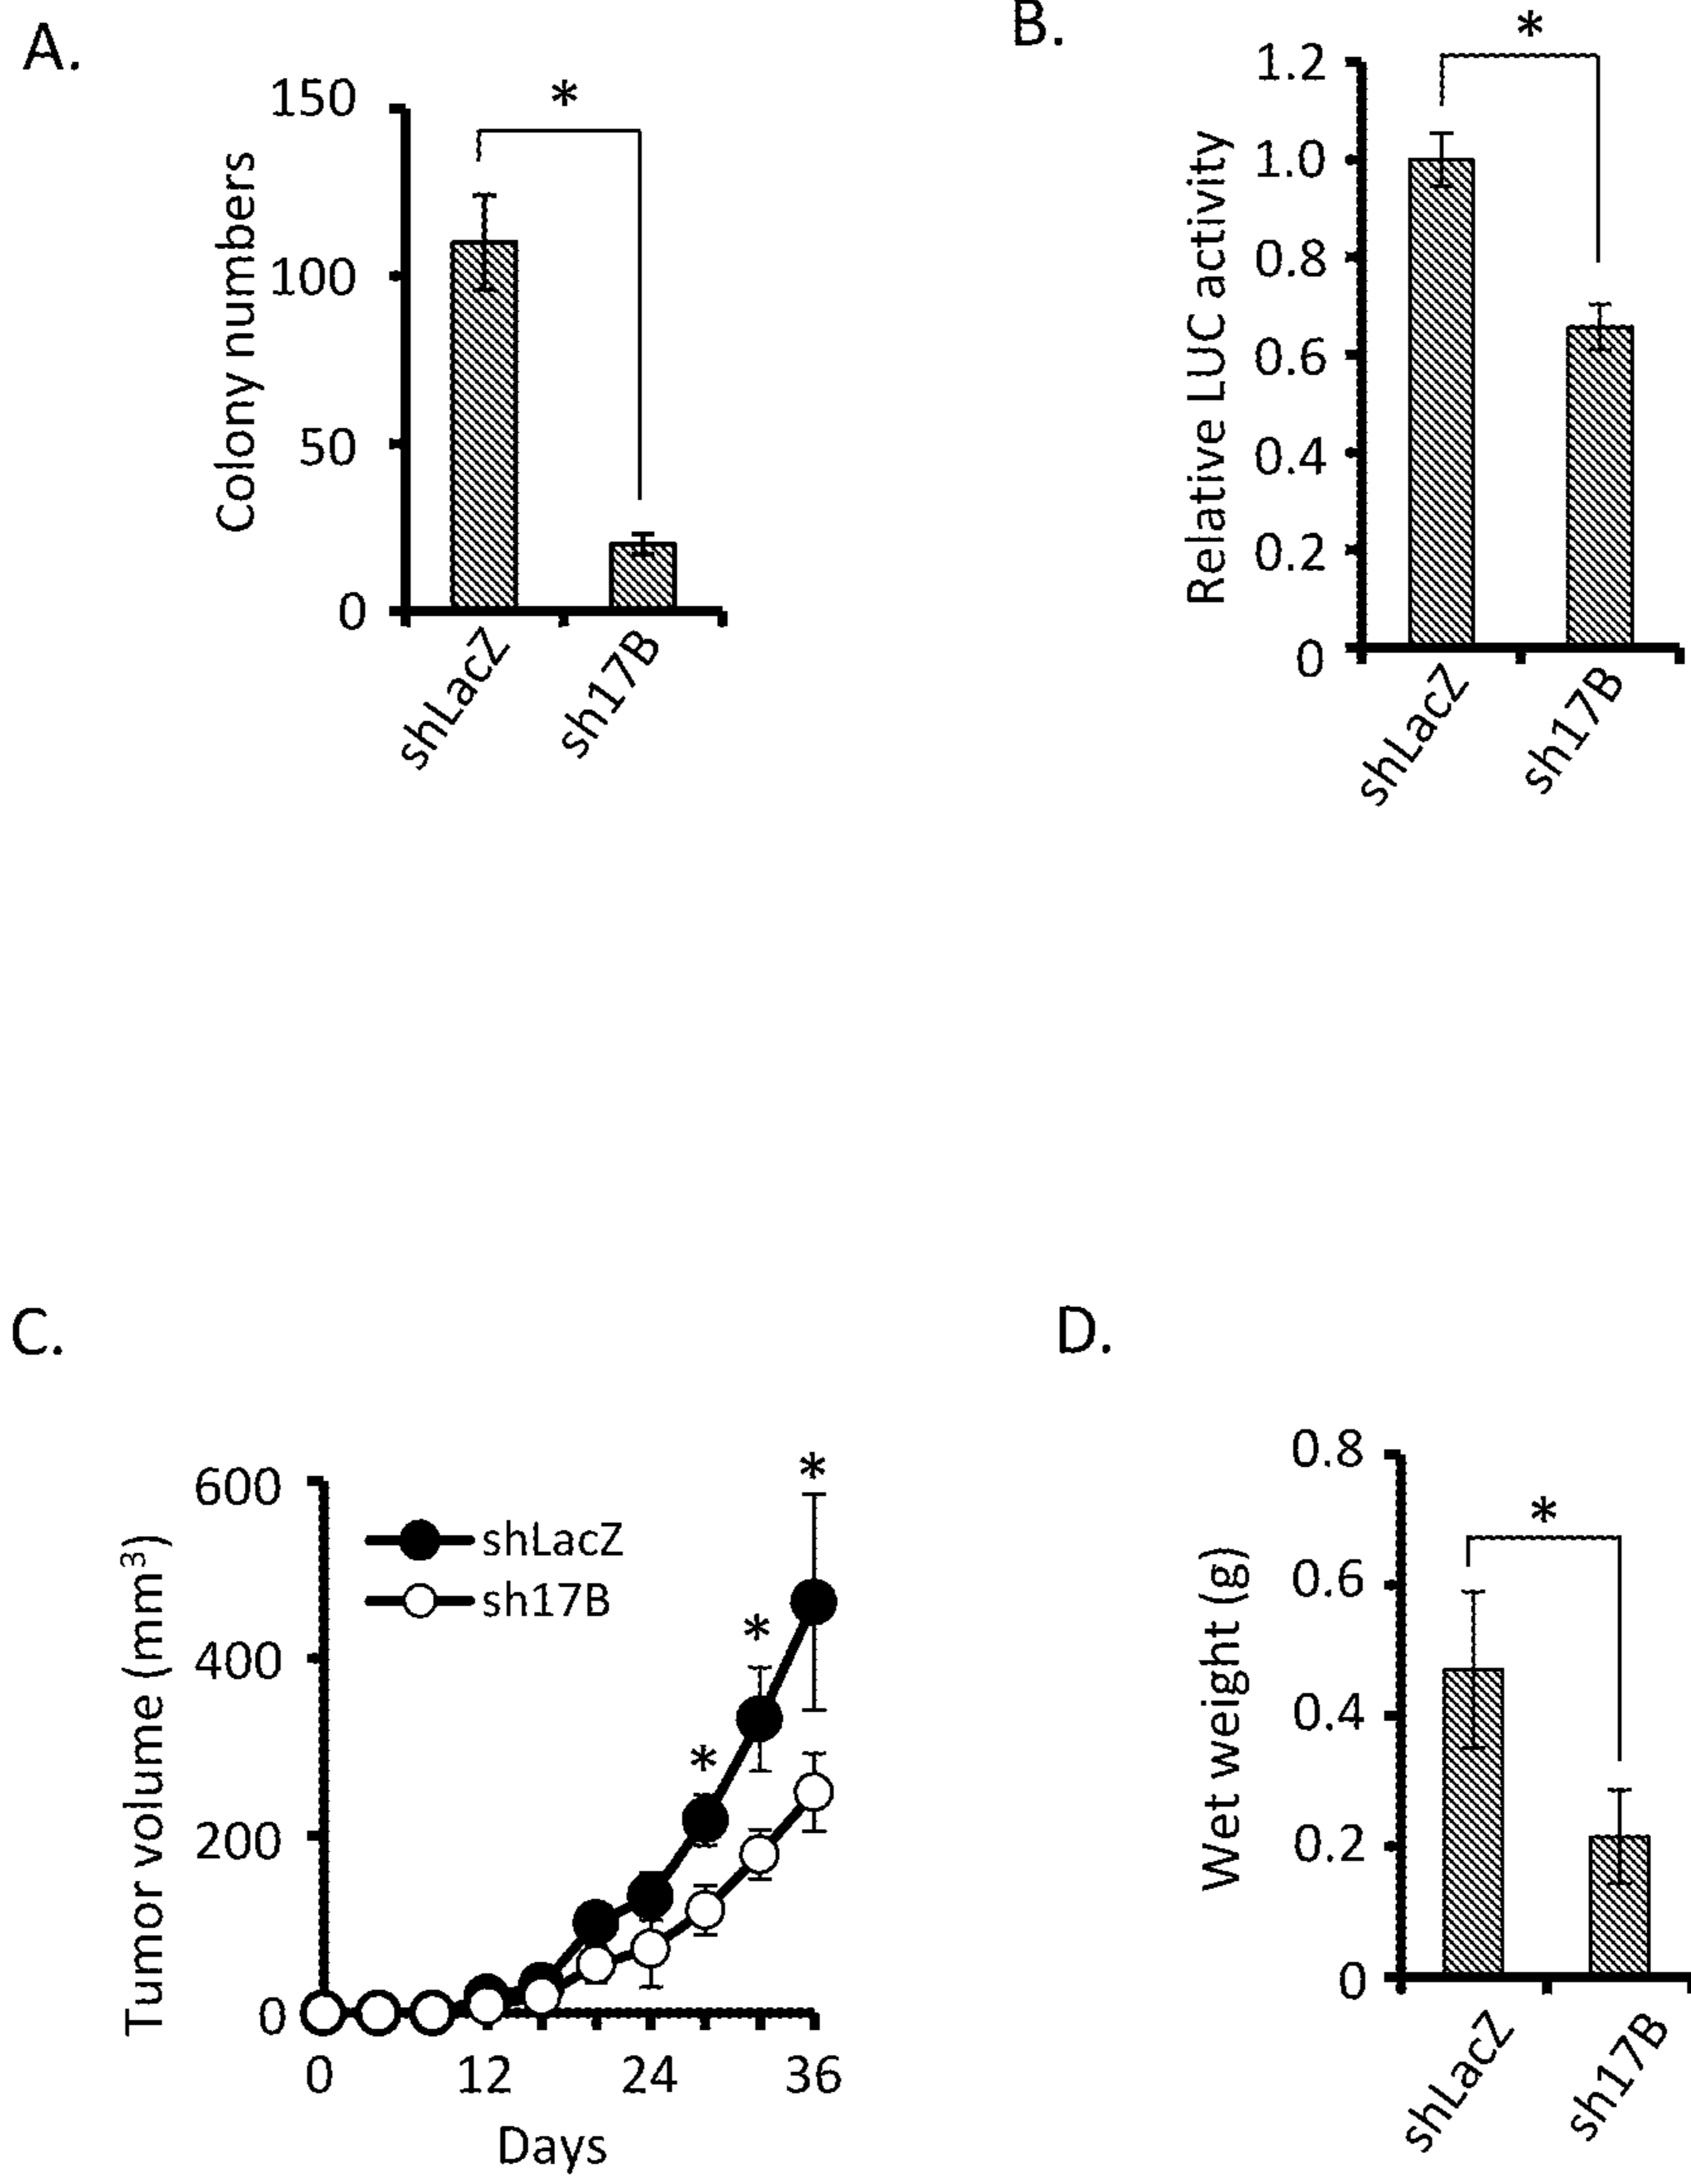 A.
150
100
50
0
Colony numbers
*
shLacZ
sh17B
B.
1.2
1.0
0.8
0.6
0.4
0.2
0
Relative LUC activity
*
shLacZ
sh17B
C.
600
400
200
0
Tumor volume (mm³)
shLacZ
sh17B
*
*
*
0 12 24 36
Days
D.
0.8
0.6
0.4
0.2
0
Wet weight (g)
*
shLacZ
sh17B